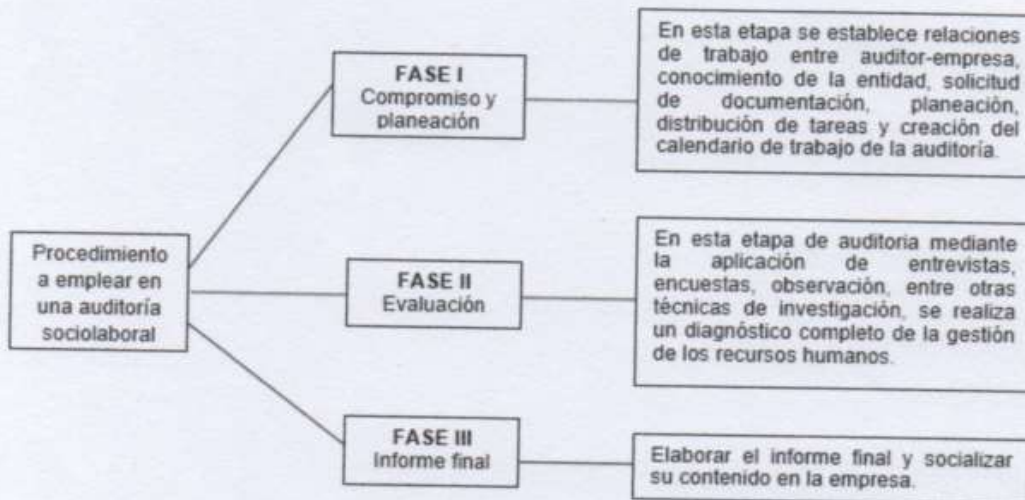 Procedimiento
a emplear en
una auditoría
sociolaboral
FASE I
Compromiso y
planeación
En esta etapa se establece relaciones
de trabajo entre auditor-empresa,
conocimiento de la entidad, solicitud
de documentación, planeación,
distribución de tareas y creación del
calendario de trabajo de la auditoría.
FASE II
Evaluación
En esta etapa de auditoria mediante
la aplicación de entrevistas,
encuestas, observación, entre otras
técnicas de investigación, se realiza
un diagnóstico completo de la gestión
de los recursos humanos.
FASE III
Informe final
Elaborar el informe final y socializar
su contenido en la empresa.